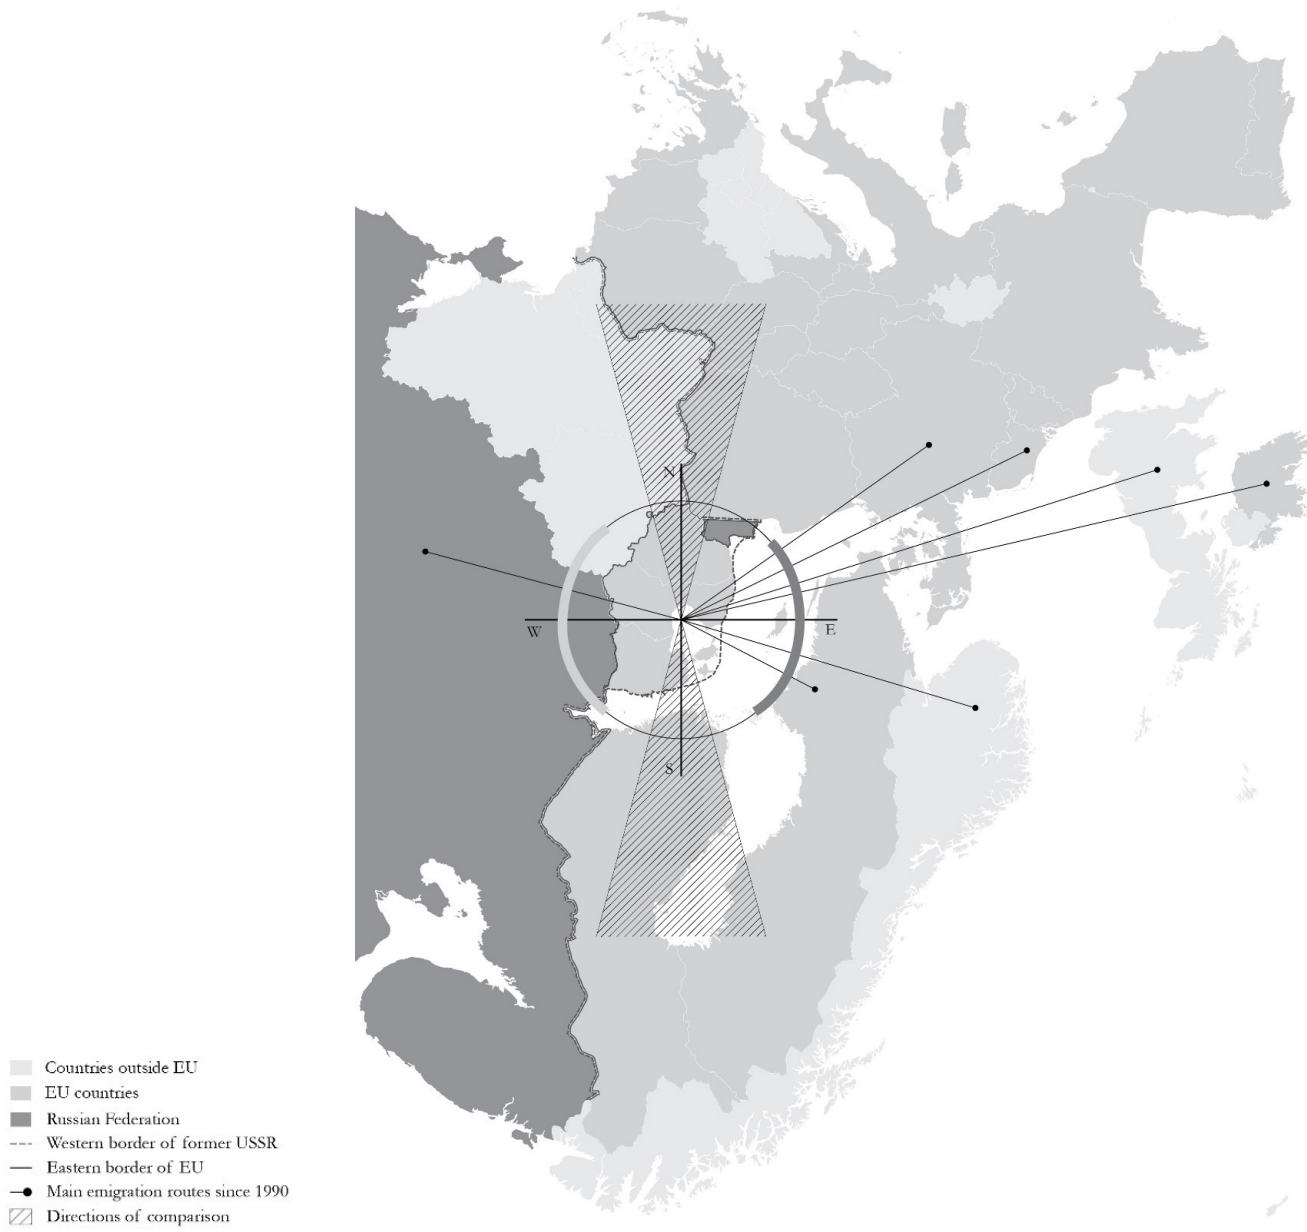 N
W
E
S
Countries outside EU
EU countries
Russian Federation
Western border of former USSR
Eastern border of EU
Main emigration routes since 1990
Directions of comparison